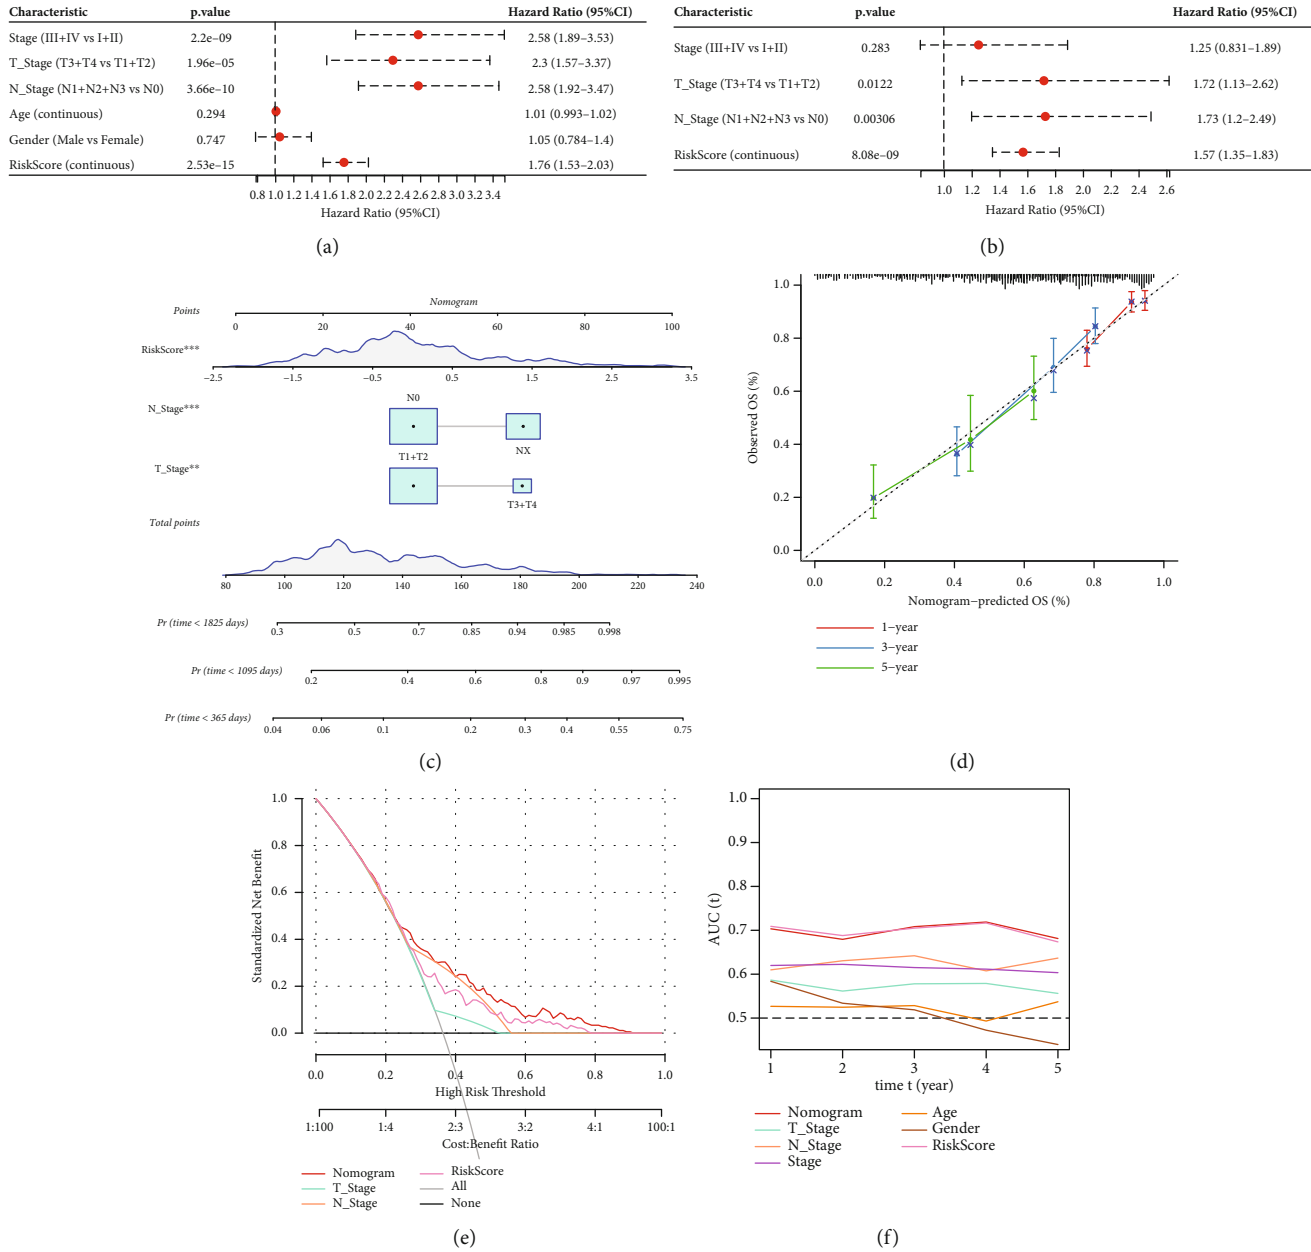 Characteristic p.value Hazard Ratio (95%CI)
Stage (III+IV vs I+II) 2.2e−09 2.58 (1.89−3.53)
T_Stage (T3+T4 vs T1+T2) 1.96e−05 2.3 (1.57−3.37)
N_Stage (N1+N2+N3 vs N0) 3.66e−10 2.58 (1.92−3.47)
Age (continuous) 0.294 1.01 (0.993−1.02)
Gender (Male vs Female) 0.747 1.05 (0.784−1.4)
RiskScore (continuous) 2.53e−15 1.76 (1.53−2.03)
0.8 1.0 1.2 1.4 1.6 1.8 2.0 2.2 2.4 2.6 2.8 3.0 3.2 3.4
Hazard Ratio (95%CI)
(a)
Characteristic p.value Hazard Ratio (95%CI)
Stage (III+IV vs I+II) 0.283 1.25 (0.831−1.89)
T_Stage (T3+T4 vs T1+T2) 0.0122 1.72 (1.13−2.62)
N_Stage (N1+N2+N3 vs N0) 0.00306 1.73 (1.2−2.49)
RiskScore (continuous) 8.08e−09 1.57 (1.35−1.83)
1.0 1.2 1.4 1.6 1.8 2.0 2.2 2.4 2.6
Hazard Ratio (95%CI)
(b)
Nomogram
Points
0 20 40 60 80 100
RiskScore***
−2.5 −1.5 −0.5 0.5 1.5 2.5 3.5
N0
N_Stage***
NX
T1+T2
T_Stage**
T3+T4
Total points
80 100 120 140 160 180 200 220 240
Pr (time < 1825 days)
0.3 0.5 0.7 0.85 0.94 0.985 0.998
Pr (time < 1095 days)
0.2 0.4 0.6 0.8 0.9 0.97 0.995
Pr (time < 365 days)
0.04 0.06 0.1 0.2 0.3 0.4 0.55 0.75
(c)
1.0
0.8
0.6
0.4
0.2
0.0
Observed OS (%)
0.0 0.2 0.4 0.6 0.8 1.0
Nomogram−predicted OS (%)
1−year
3−year
5−year
(d)
1.0
0.8
0.6
0.4
0.2
0.0
Standardized Net Benefit
0.0 0.2 0.4 0.6 0.8 1.0
High Risk Threshold
1:100 1:4 2:3 3:2 4:1 100:1
Cost:Benefit Ratio
Nomogram RiskScore
T_Stage All
N_Stage None
(e)
1.0
0.9
0.8
0.7
0.6
0.5
AUC (t)
1 2 3 4 5
time t (year)
Nomogram Age
T_Stage Gender
N_Stage RiskScore
Stage
(f)